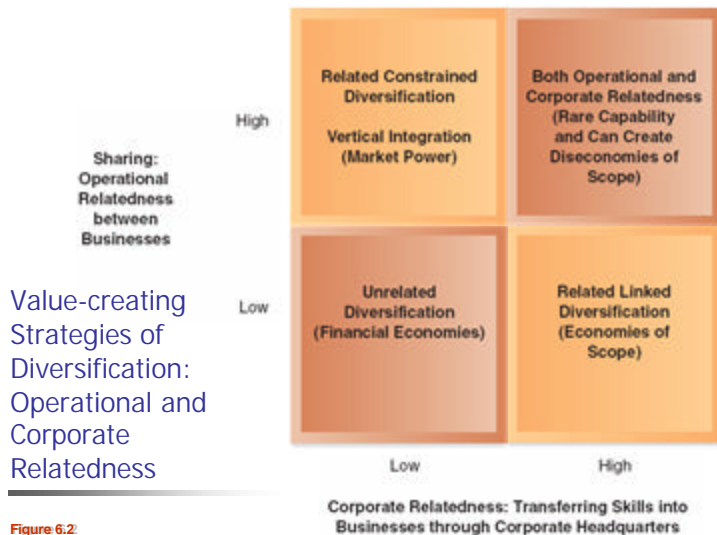 Related Constrained
Diversification
Vertical Integration
(Market Power)
Both Operational and
Corporate Relatedness
(Rare Capability
and Can Create
Diseconomies of
Scope)
High
Sharing:
Operational
Relatedness
between
Businesses
Unrelated
Diversification
(Financial Economies)
Related Linked
Diversification
(Economies of
Scope)
Low
Value-creating
Strategies of
Diversification:
Operational and
Corporate
Relatedness
Low
High
Corporate Relatedness: Transferring Skills into
Businesses through Corporate Headquarters
Figure 6.2